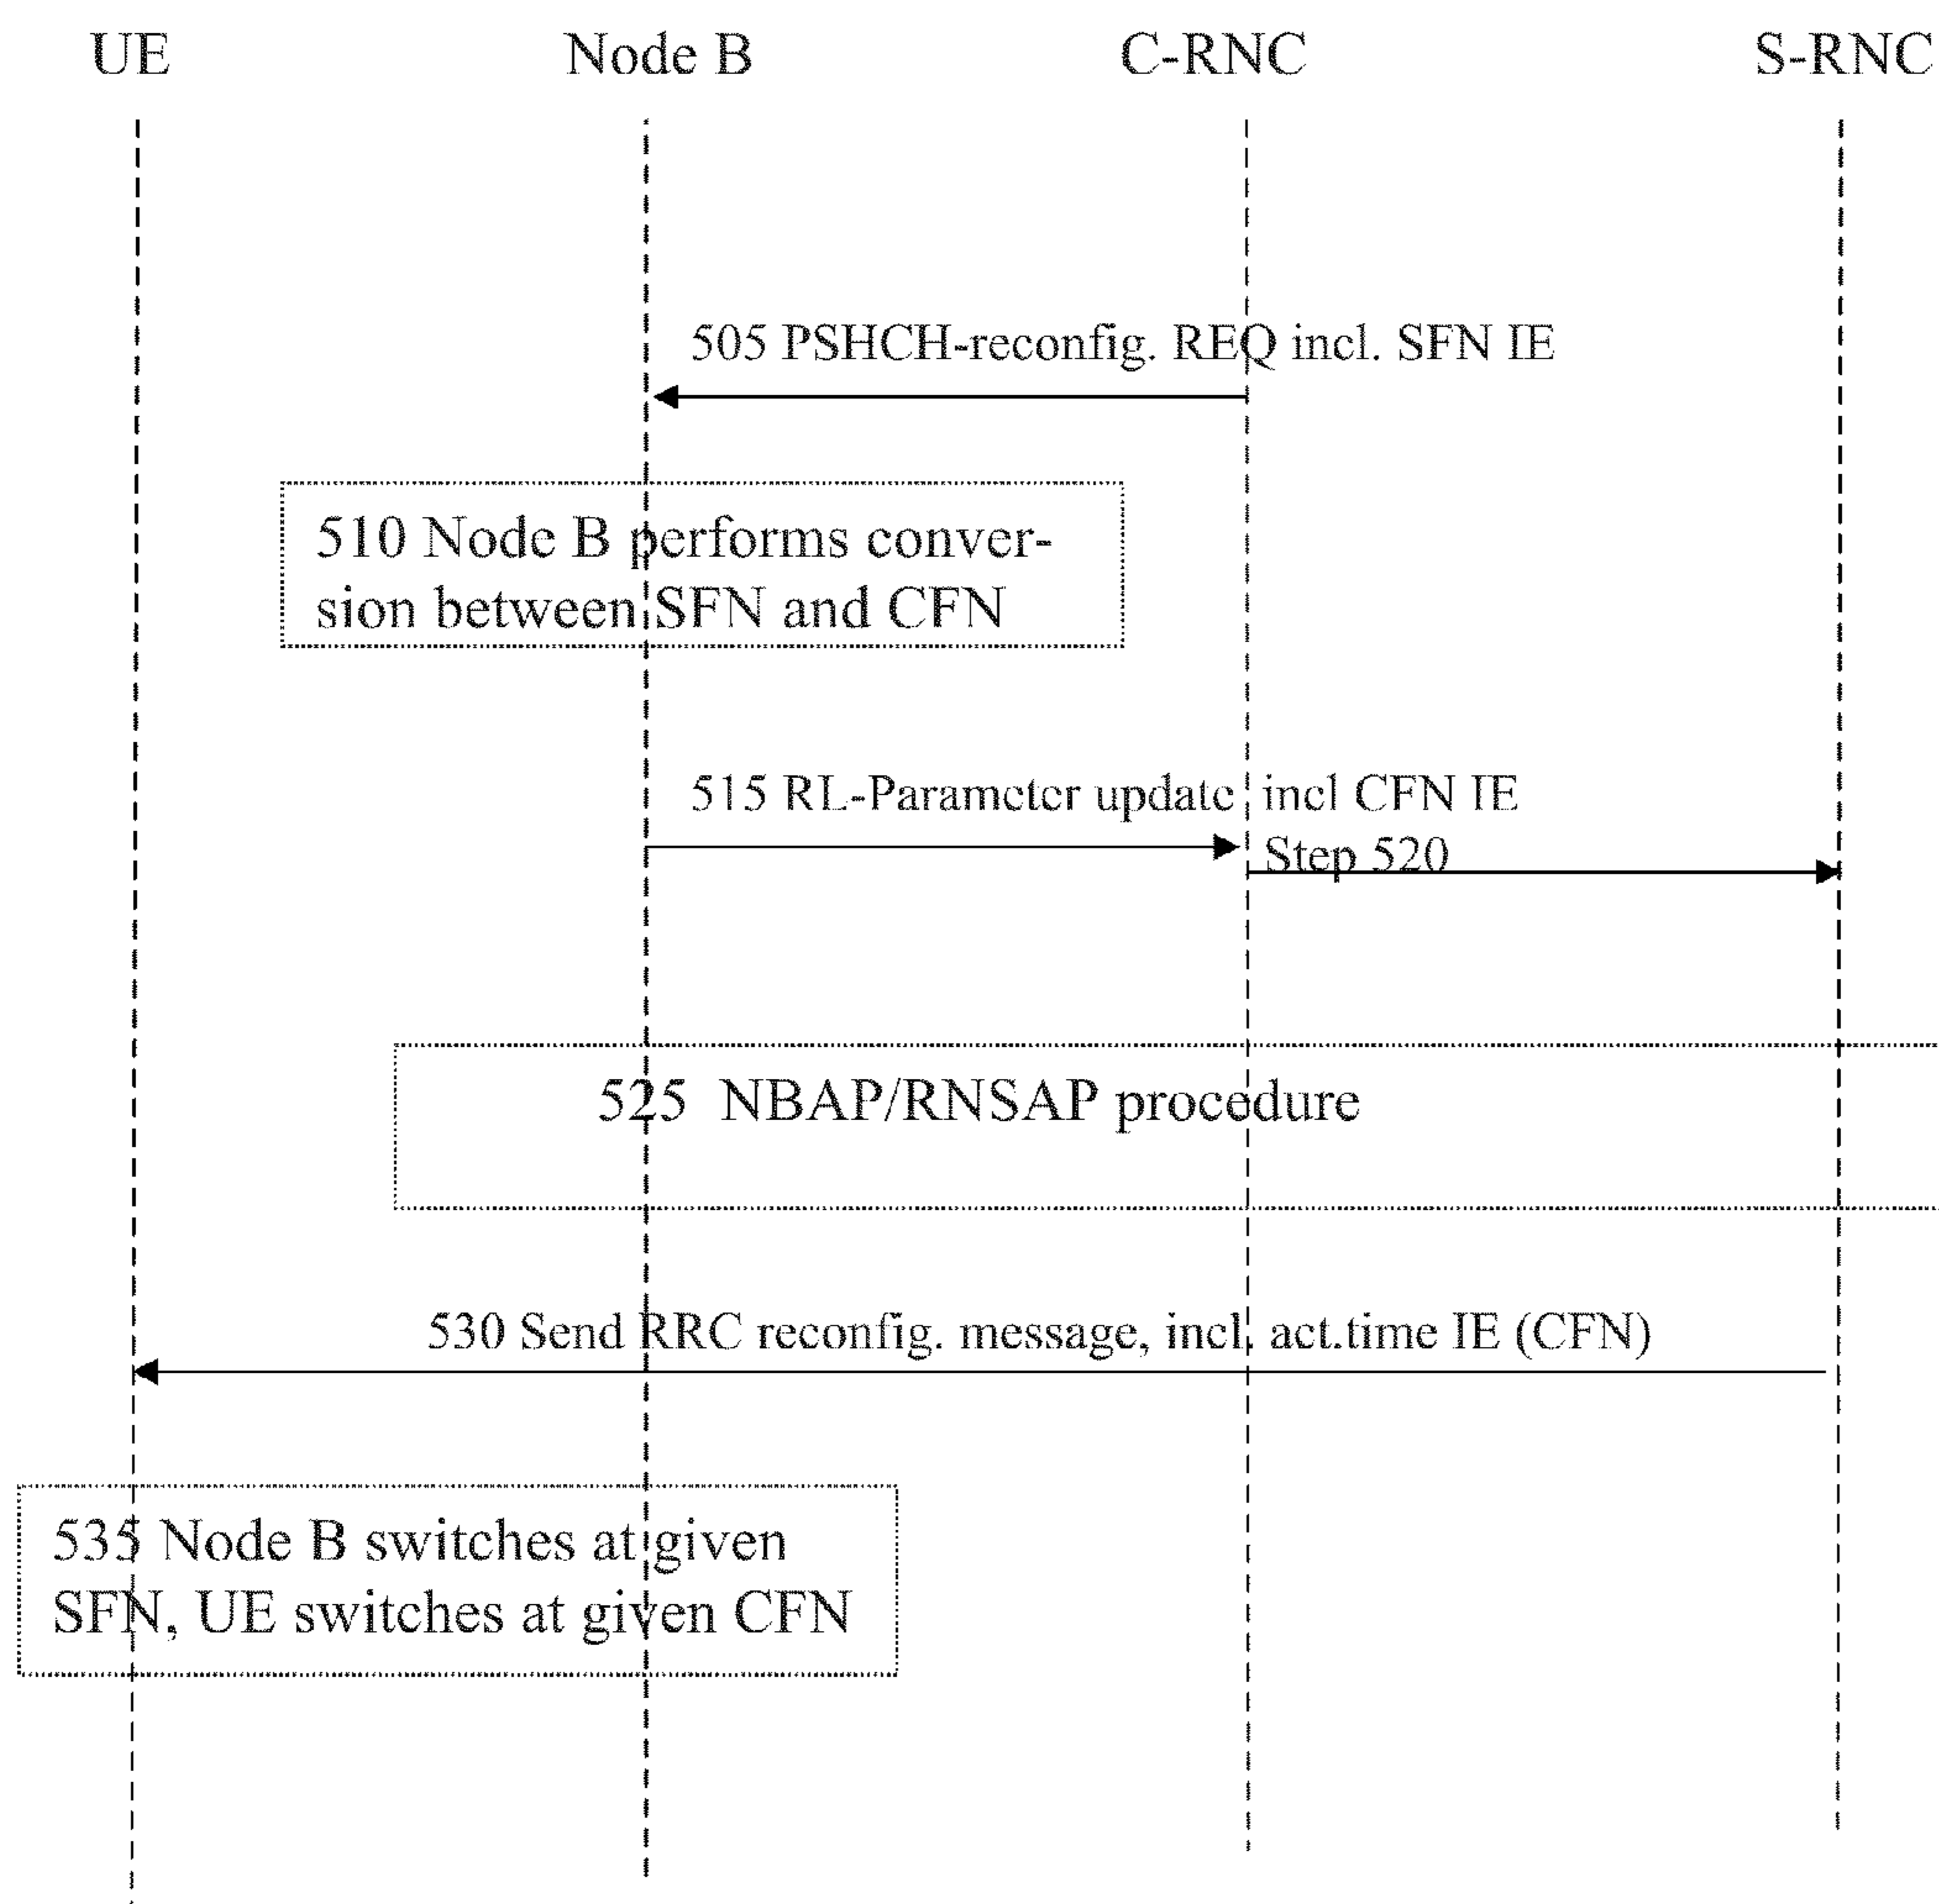 UE Node B C-RNC S-RNC
505 PSHCH-reconfig. REQ incl. SFN IE
510 Node B performs conver-
sion between SFN and CFN
515 RL-Parameter update incl CFN IE
Step 520
525 NBAP/RNSAP procedure
530 Send RRC reconfig. message, incl. act.time IE (CFN)
535 Node B switches at given
SFN, UE switches at given CFN